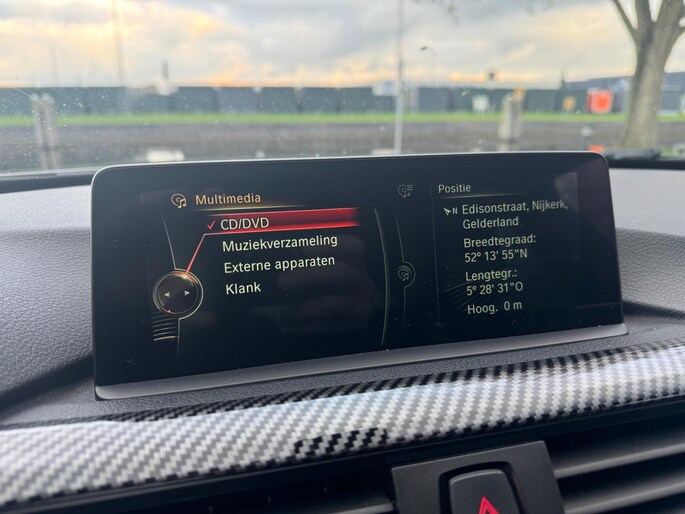 Multimedia
CD/DVD
Muziekverzameling
Externe apparaten
Klank
Positie
N Edisonstraat, Nijkerk,
Gelderland
Breedtegraad:
52° 13' 55"N
Lengtegr.:
5° 28' 31"O
Hoog. 0 m